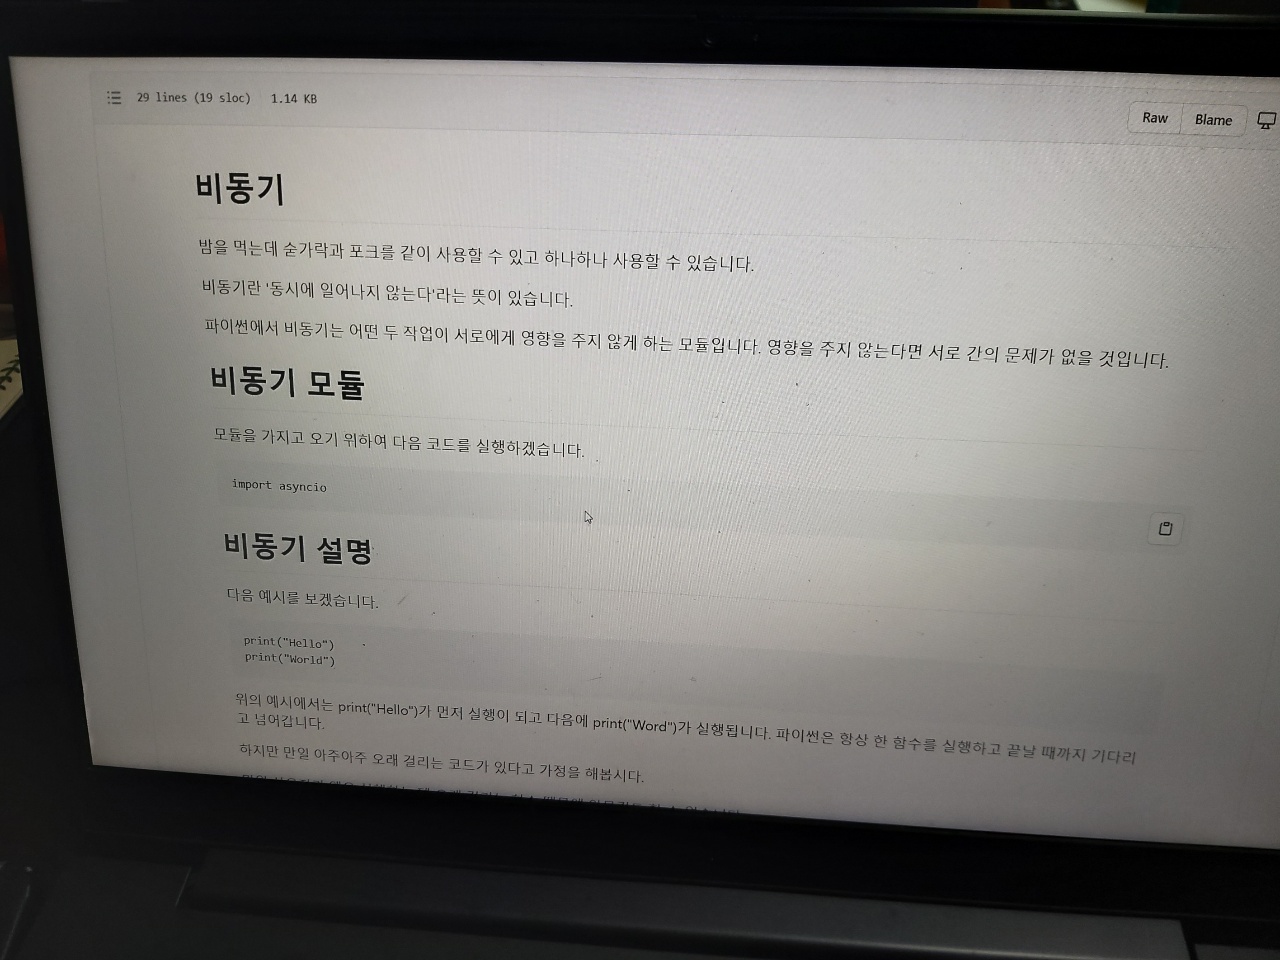 29 lines (19 sloc) 1.14 KB
Raw Blame
비동기
밤을 먹는데 숟가락과 포크를 같이 사용할 수 있고 하나하나 사용할 수 있습니다.
비동기란 '동시에 일어나지 않는다'라는 뜻이 있습니다.
파이썬에서 비동기는 어떤 두 작업이 서로에게 영향을 주지 않게 하는 모듈입니다. 영향을 주지 않는다면 서로 간의 문제가 없을 것입니다.
비동기 모듈
모듈을 가지고 오기 위하여 다음 코드를 실행하겠습니다.
import asyncio
비동기 설명
다음 예시를 보겠습니다.
print("Hello")
print("World")
위의 예시에서는 print("Hello")가 먼저 실행이 되고 다음에 print("Word")가 실행됩니다. 파이썬은 항상 한 함수를 실행하고 끝날 때까지 기다리
고 넘어갑니다.
하지만 만일 아주아주 오래 걸리는 코드가 있다고 가정을 해봅시다.